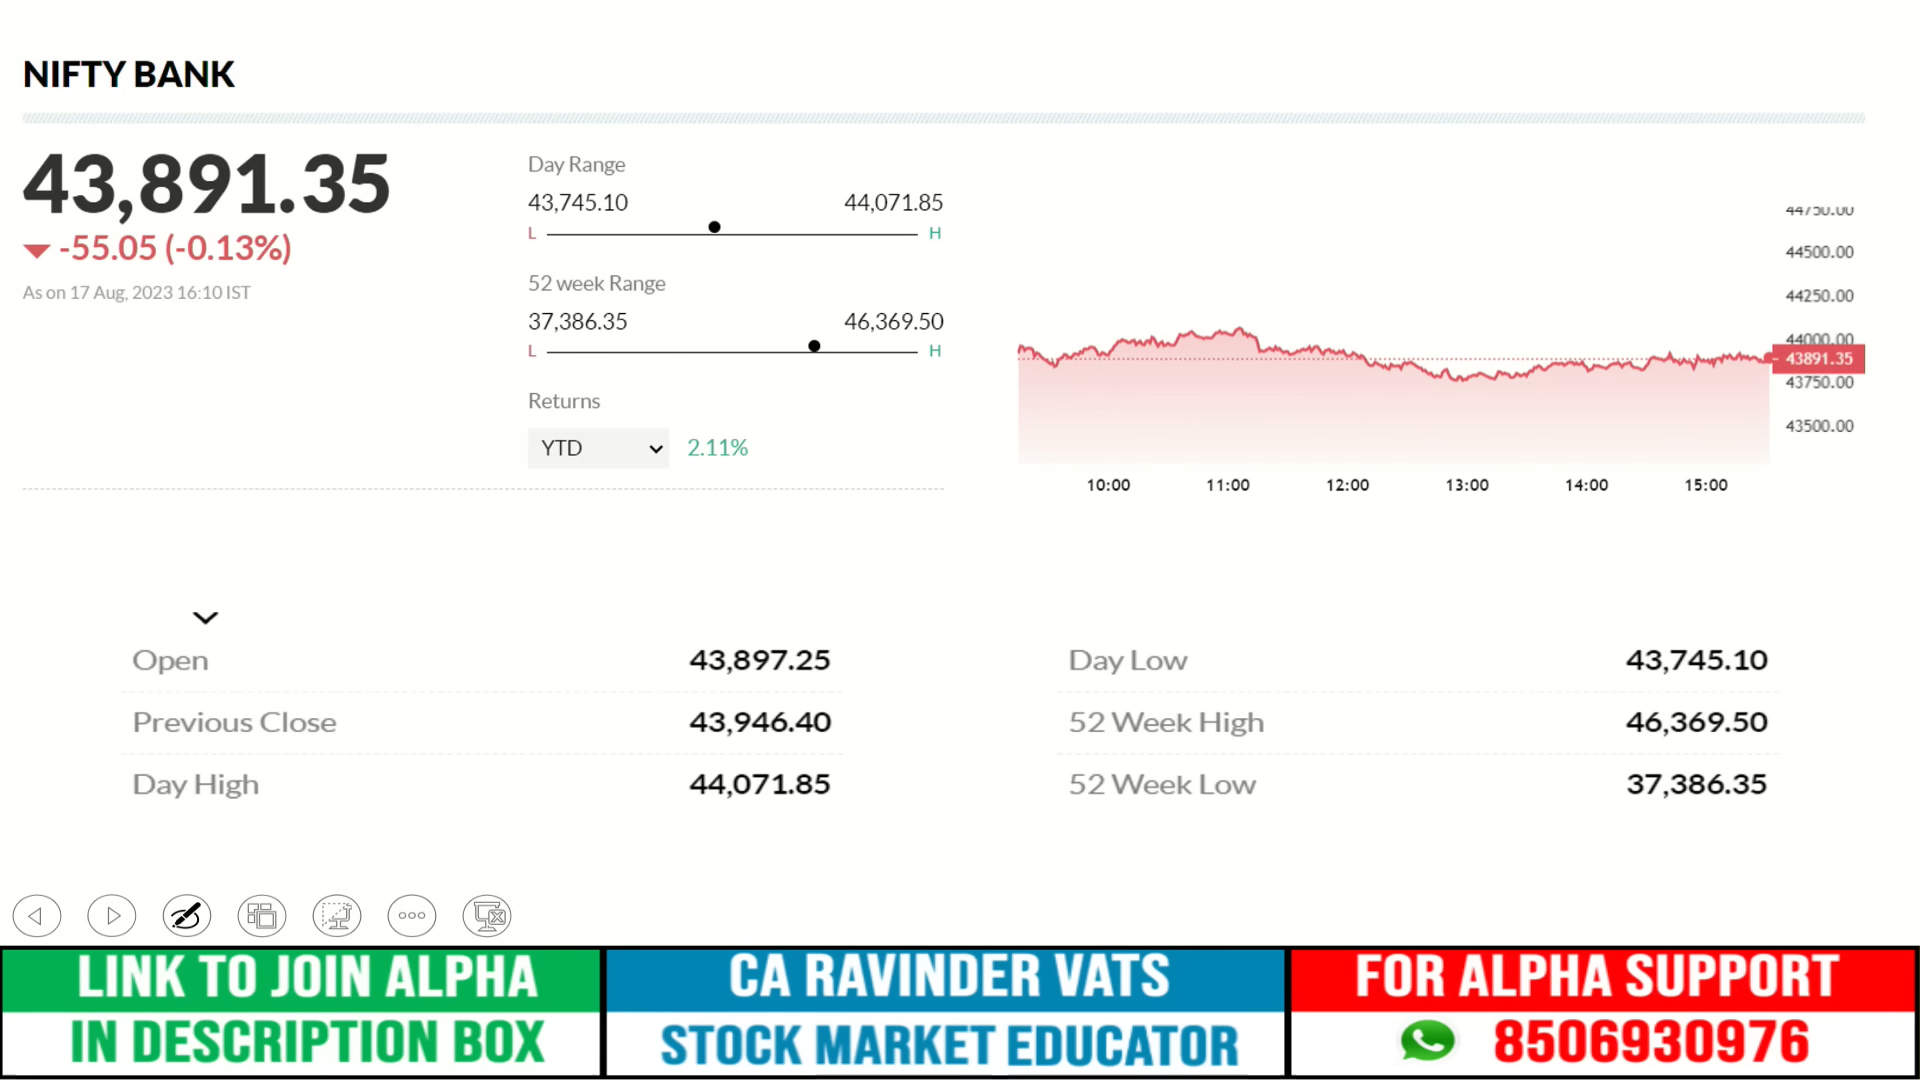 NIFTY BANK
43,891.35
-55.05 (-0.13%)
As on 17 Aug, 2023 16:10 IST
Day Range
43,745.10 44,071.85
L H
52 week Range
37,386.35 46,369.50
L H
Returns
YTD 2.11%
44750.00
44500.00
44250.00
44000.00
43891.35
43750.00
43500.00
10:00 11:00 12:00 13:00 14:00 15:00
Open 43,897.25
Previous Close 43,946.40
Day High 44,071.85
Day Low 43,745.10
52 Week High 46,369.50
52 Week Low 37,386.35
LINK TO JOIN ALPHA
IN DESCRIPTION BOX
CA RAVINDER VATS
STOCK MARKET EDUCATOR
FOR ALPHA SUPPORT
8506930976